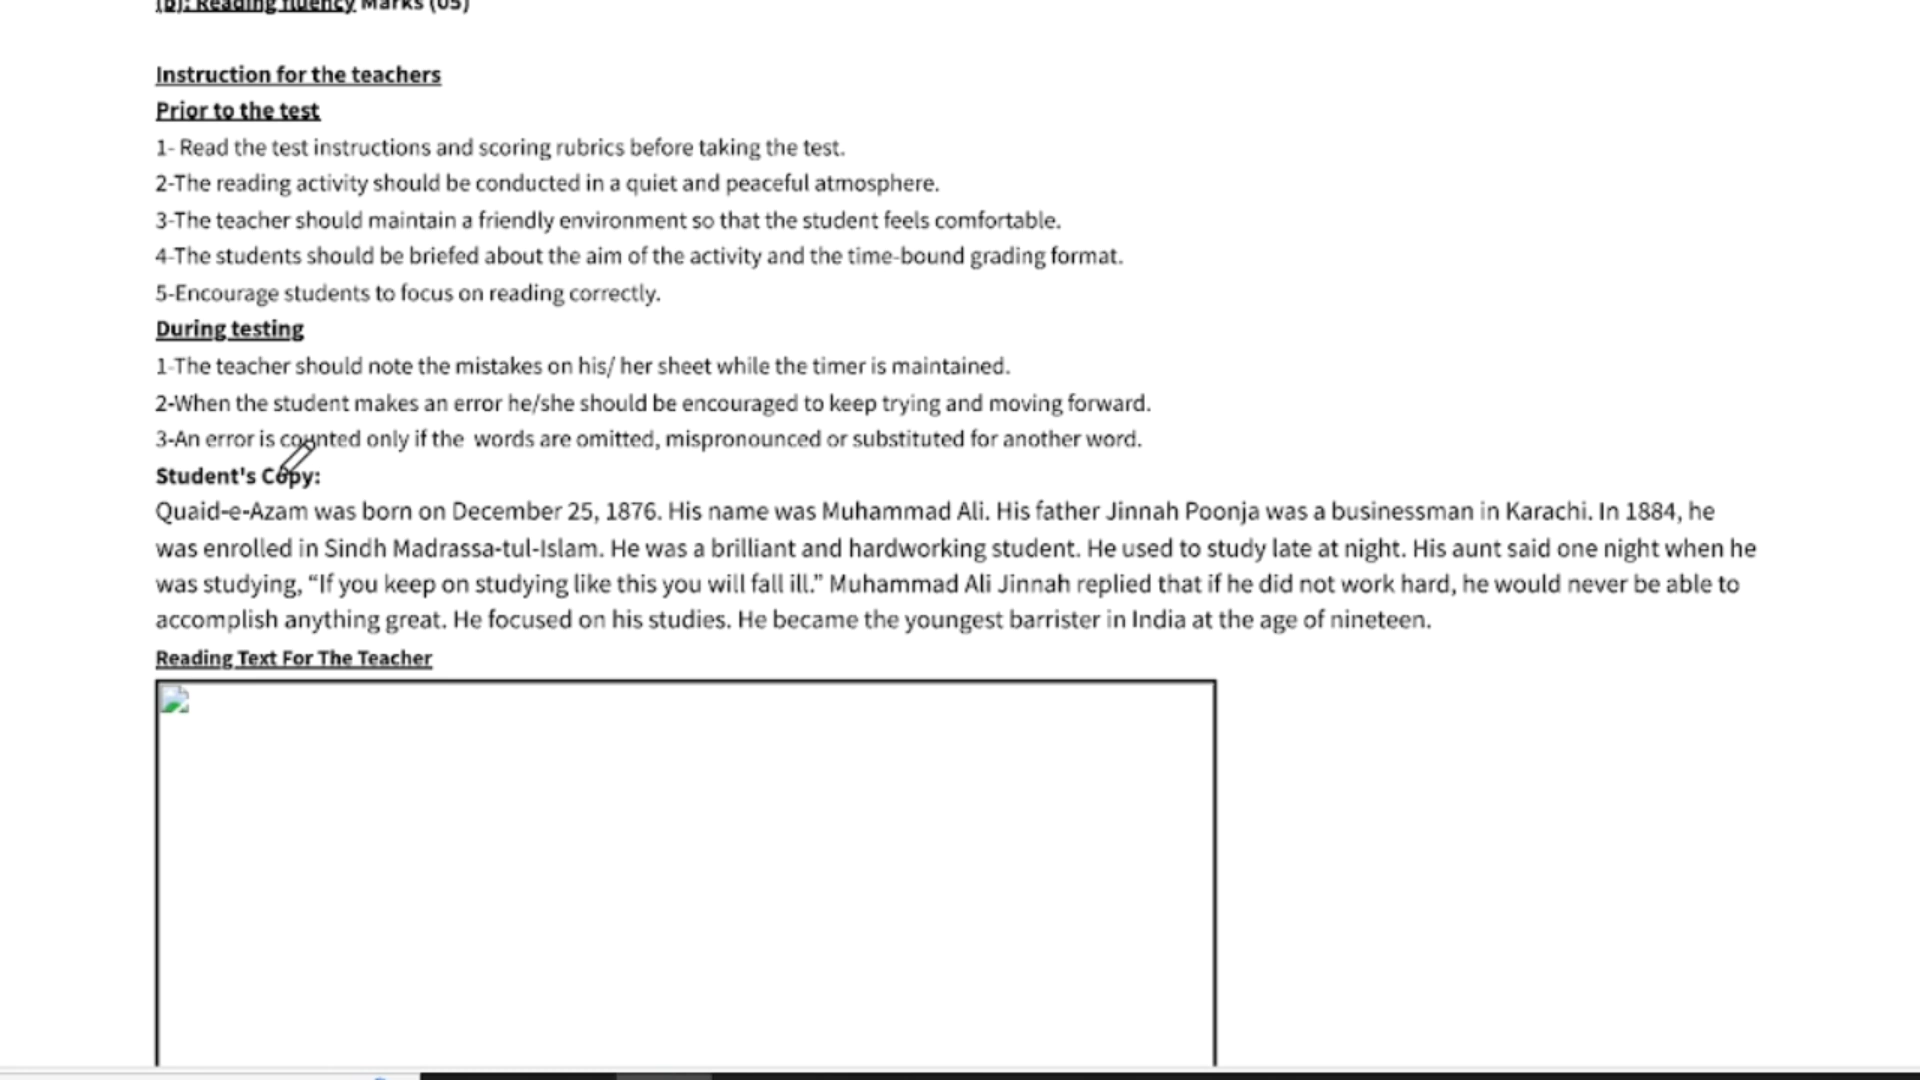 (b): Reading fluency Marks (05)
Instruction for the teachers
Prior to the test
1- Read the test instructions and scoring rubrics before taking the test.
2-The reading activity should be conducted in a quiet and peaceful atmosphere.
3-The teacher should maintain a friendly environment so that the student feels comfortable.
4-The students should be briefed about the aim of the activity and the time-bound grading format.
5-Encourage students to focus on reading correctly.
During testing
1-The teacher should note the mistakes on his/ her sheet while the timer is maintained.
2-When the student makes an error he/she should be encouraged to keep trying and moving forward.
3-An error is counted only if the words are omitted, mispronounced or substituted for another word.
Student's Copy:
Quaid-e-Azam was born on December 25, 1876. His name was Muhammad Ali. His father Jinnah Poonja was a businessman in Karachi. In 1884, he
was enrolled in Sindh Madrassa-tul-Islam. He was a brilliant and hardworking student. He used to study late at night. His aunt said one night when he
was studying, “If you keep on studying like this you will fall ill.” Muhammad Ali Jinnah replied that if he did not work hard, he would never be able to
accomplish anything great. He focused on his studies. He became the youngest barrister in India at the age of nineteen.
Reading Text For The Teacher